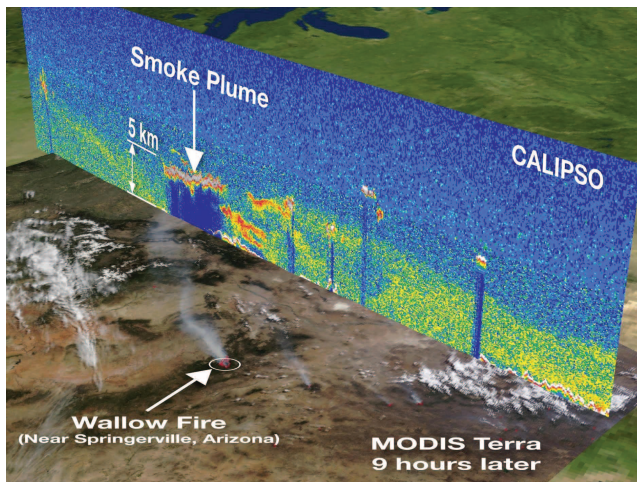 Smoke
Plume
5 km
CALIPSO
Wallow Fire
(Near Springerville, Arizona)
MODIS Terra
9 hours later